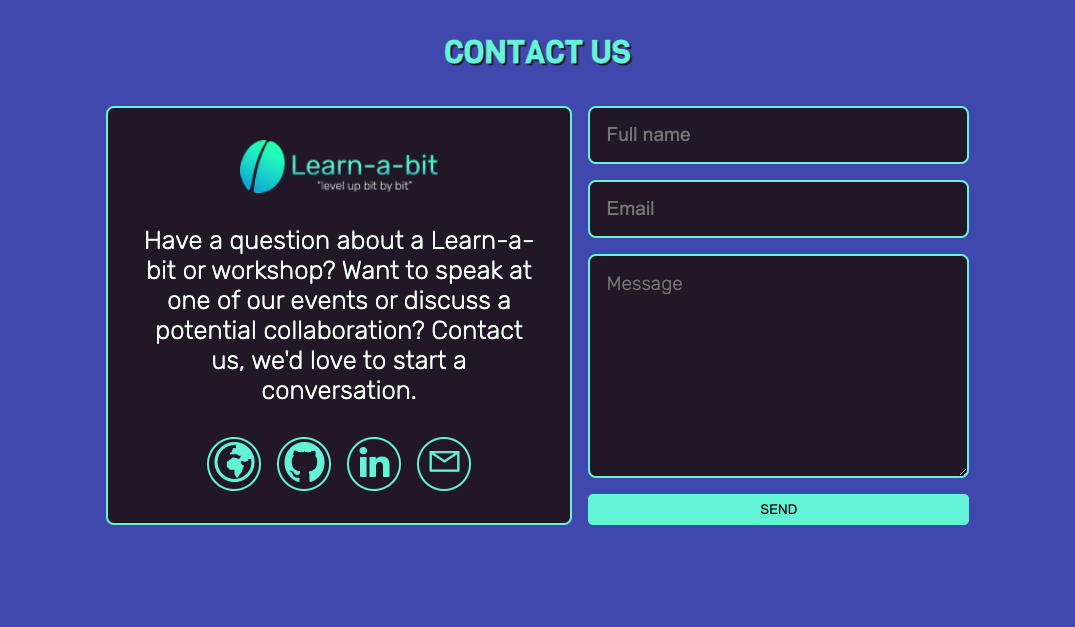 CONTACT US
Learn-a-bit
"level up bit by bit"
Have a question about a Learn-a-
bit or workshop? Want to speak at
one of our events or discuss a
potential collaboration? Contact
us, we'd love to start a
conversation.
in
Full name
Email
Message
SEND